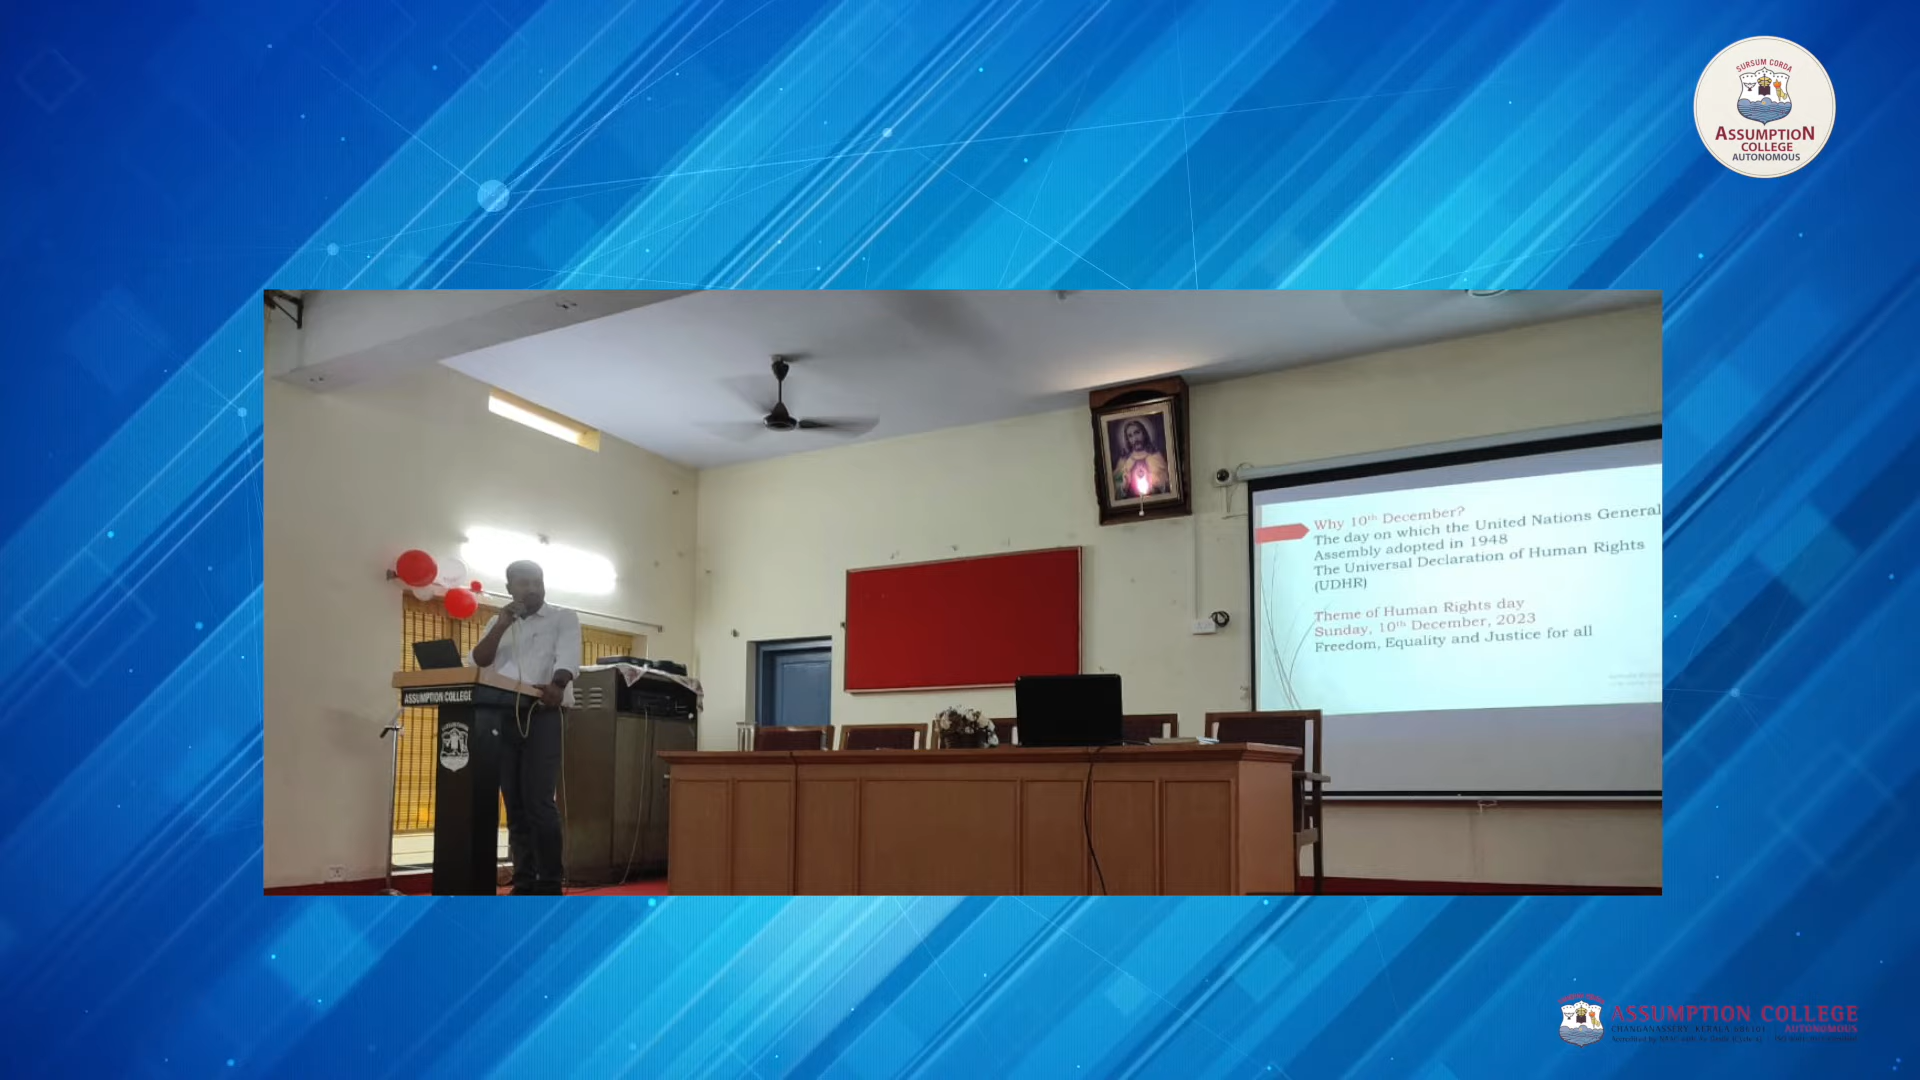 SURSUM CORDA
ASSUMPTION
COLLEGE
AUTONOMOUS
Why 10th December?
The day on which the United Nations General
Assembly adopted in 1948
The Universal Declaration of Human Rights
(UDHR)
Theme of Human Rights day
Sunday, 10th December, 2023
Freedom, Equality and Justice for all
ASSUMPTION COLLEGE
ASSUMPTION COLLEGE
CHANGANASSERY, KERALA
AUTONOMOUS